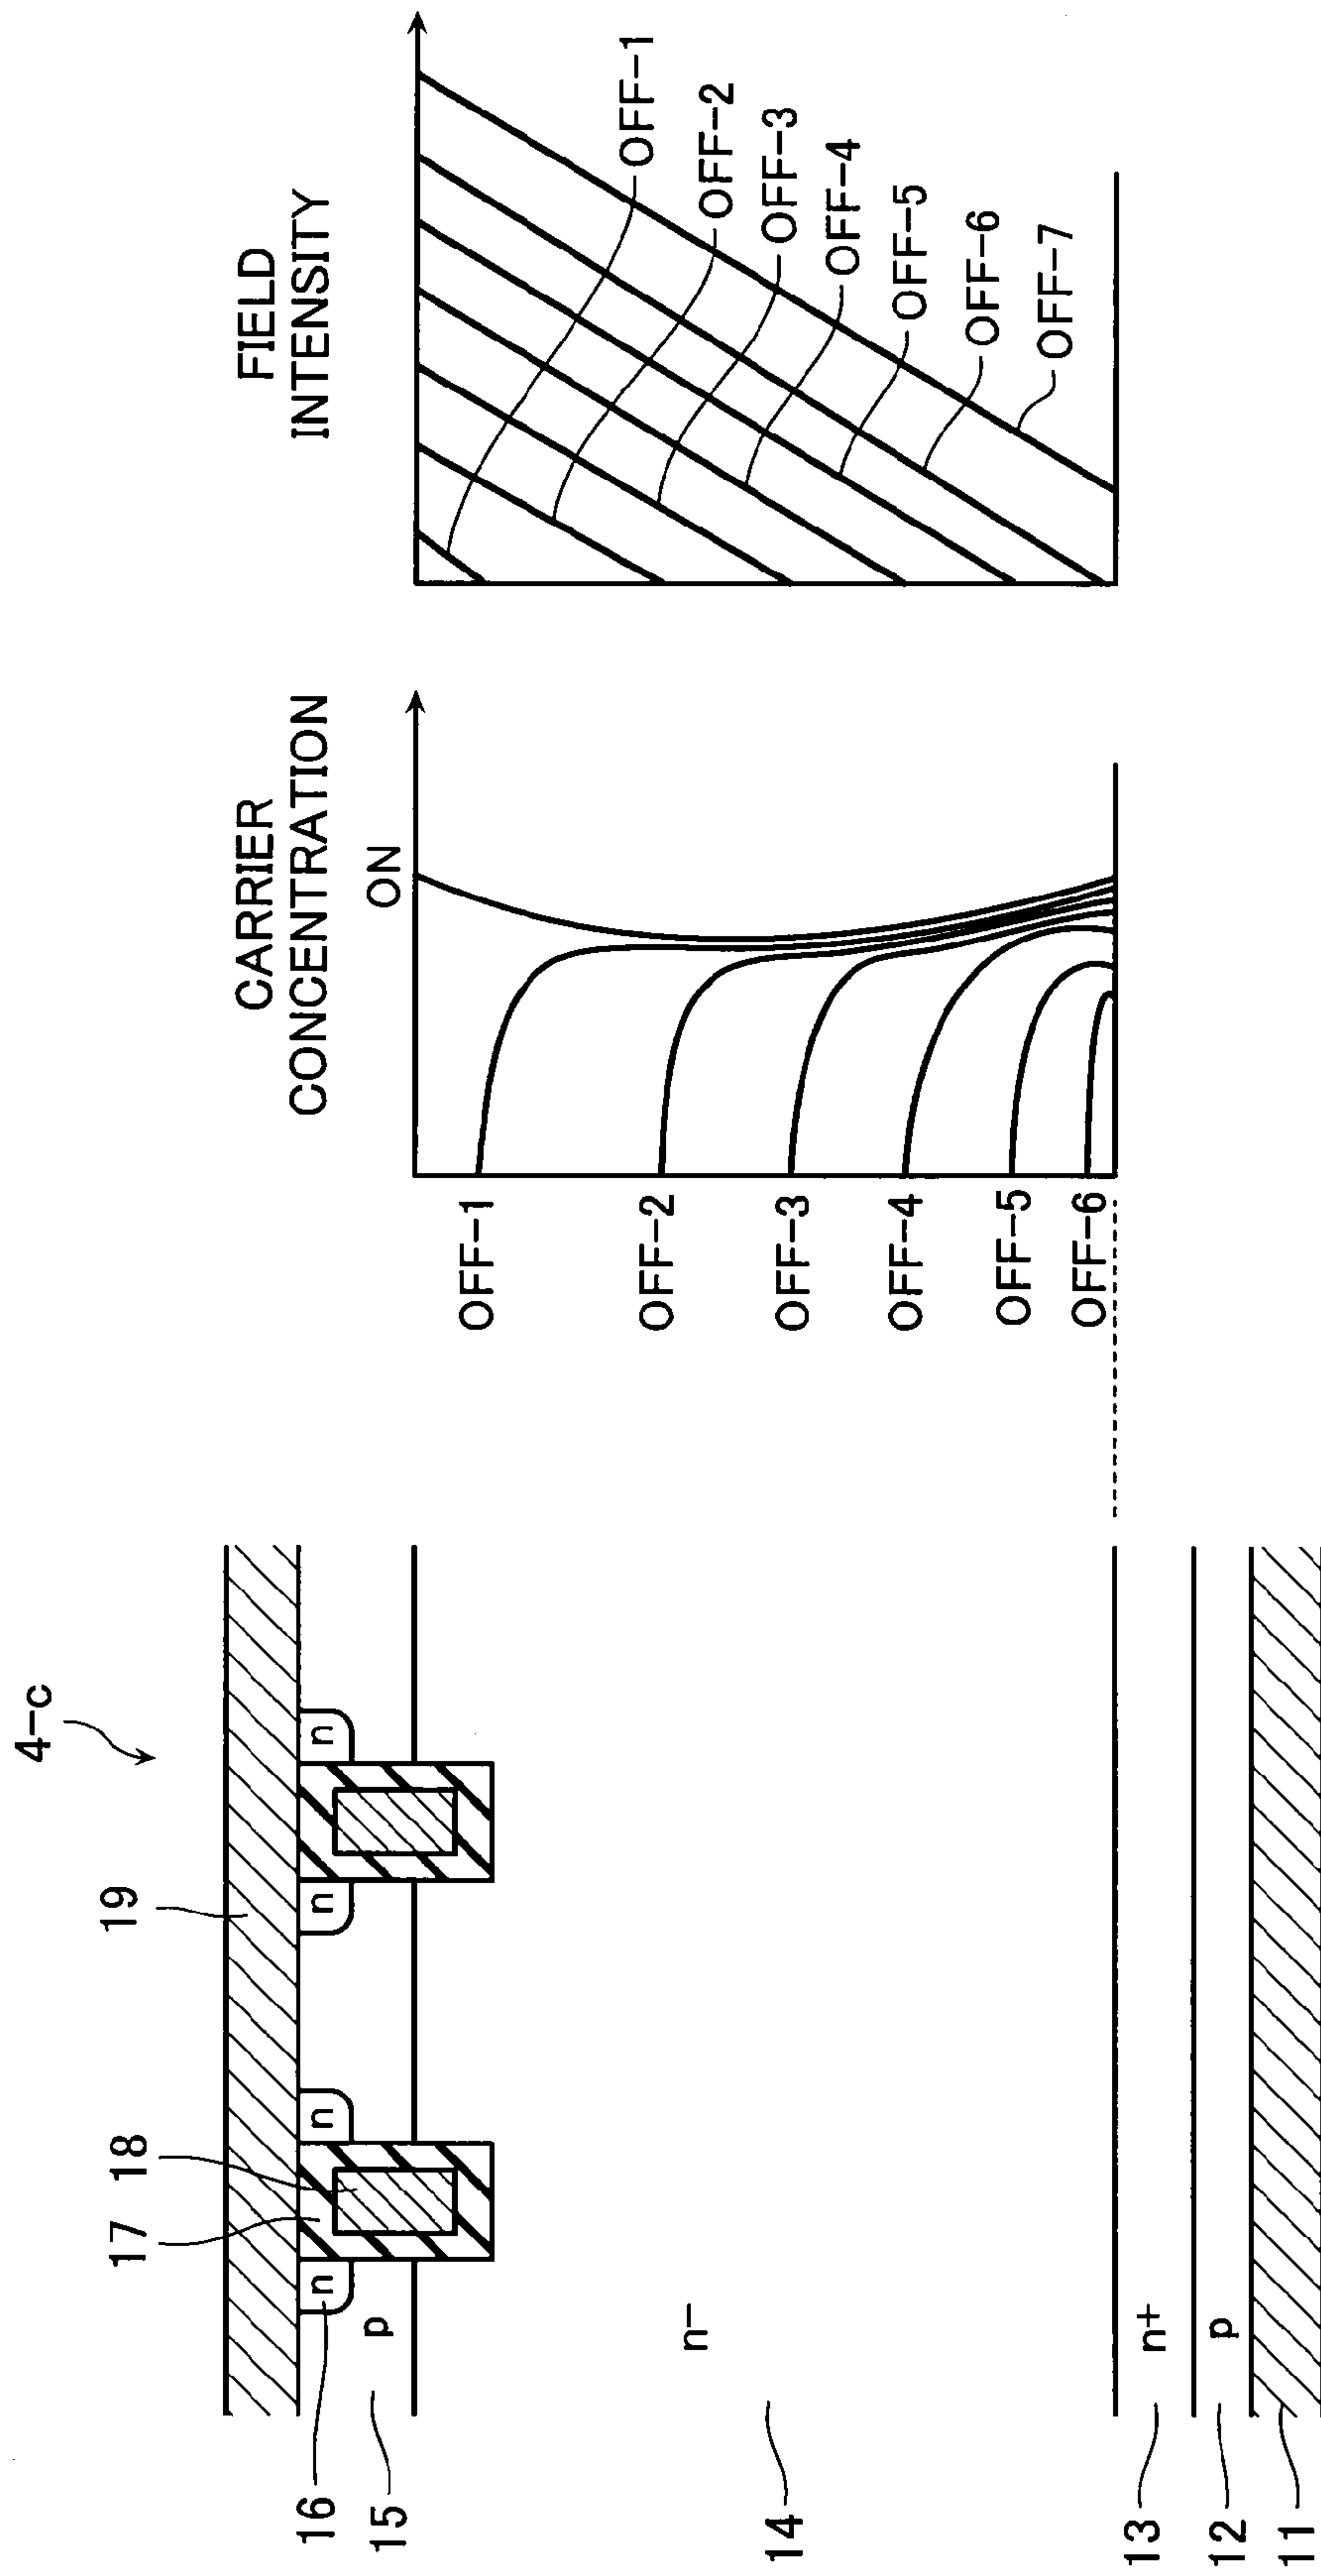 4-c
19
18
17
n
n
n
n
16
p
15
n−
14
n+
13
p
12
11
CARRIER
CONCENTRATION
ON
OFF-1
OFF-2
OFF-3
OFF-4
OFF-5
OFF-6
FIELD
INTENSITY
OFF-1
OFF-2
OFF-3
OFF-4
OFF-5
OFF-6
OFF-7